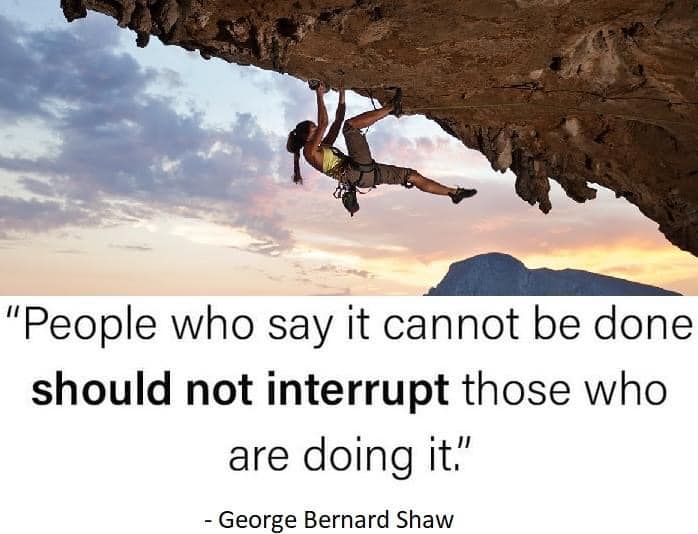 “People who say it cannot be done
should not interrupt those who
are doing it.”
- George Bernard Shaw